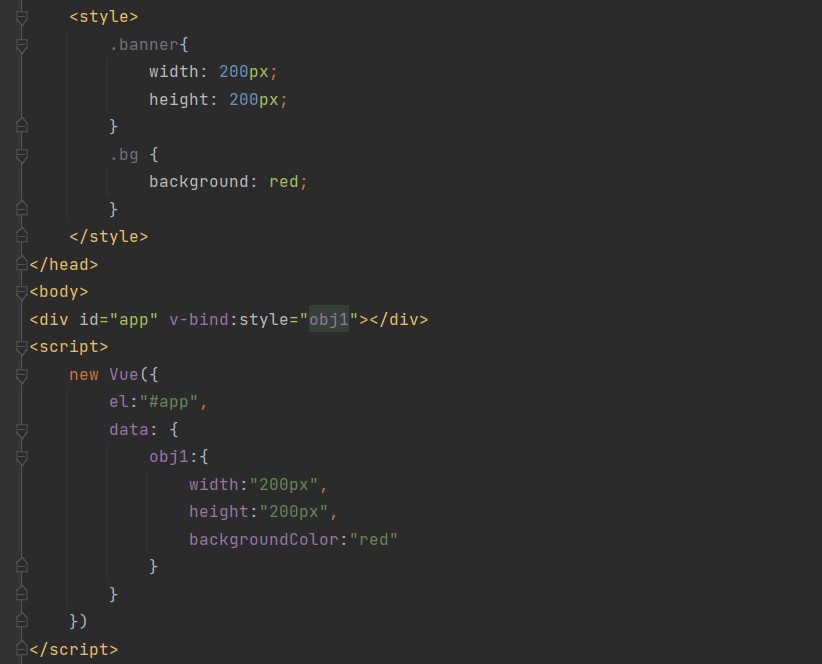 <style>
.banner{
width: 200px;
height: 200px;
}
.bg {
background: red;
}
</style>
</head>
<body>
<div id="app" v-bind:style="obj1"></div>
<script>
new Vue({
el:"#app",
data: {
obj1:{
width:"200px",
height:"200px",
backgroundColor:"red"
}
}
})
</script>